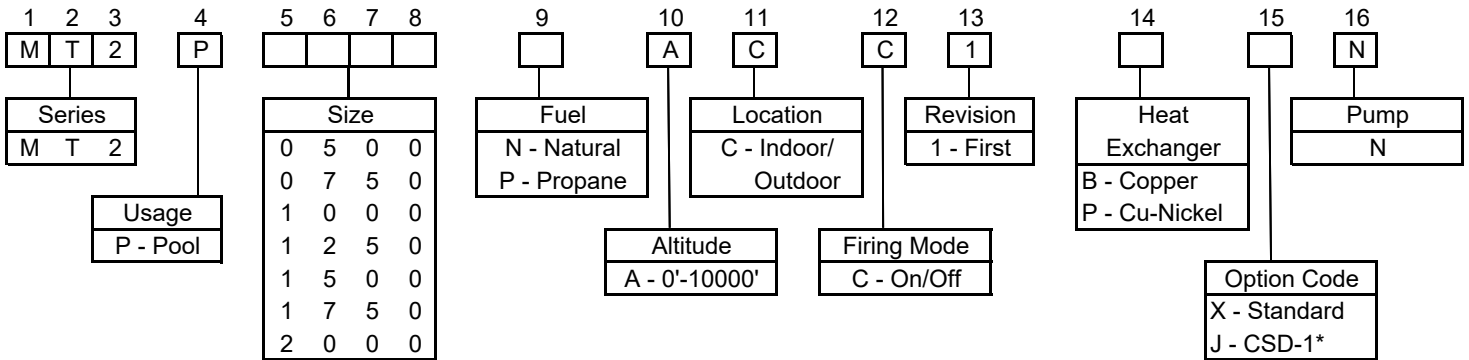 1 2 3 4 5 6 7 8 9 10 11 12 13 14 15 16
M T 2 P A C C 1 N
Series
M T 2
Usage
P - Pool
Size
0 5 0 0
0 7 5 0
1 0 0 0
1 2 5 0
1 5 0 0
1 7 5 0
2 0 0 0
Fuel
N - Natural
P - Propane
Altitude
A - 0'-10000'
Location
C - Indoor/
Outdoor
Firing Mode
C - On/Off
Revision
1 - First
Heat
Exchanger
B - Copper
P - Cu-Nickel
Option Code
X - Standard
J - CSD-1*
Pump
N